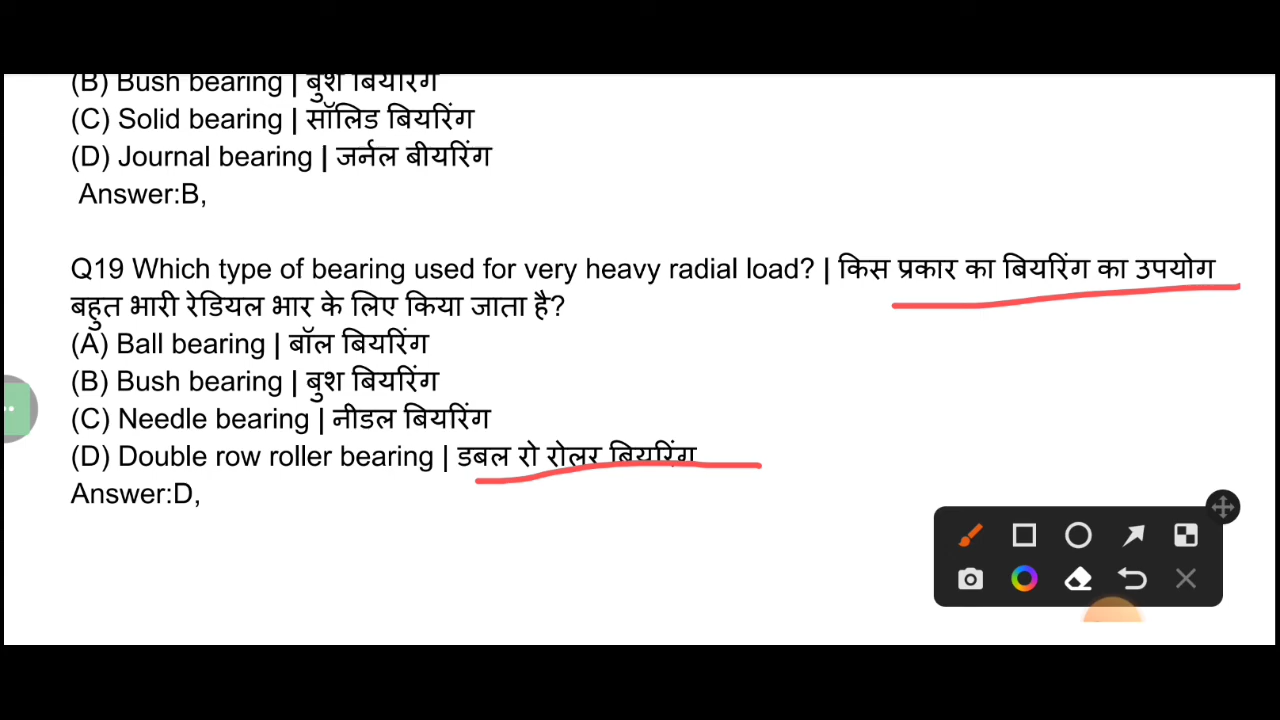 (B) Bush bearing | बुश बियरिंग
(C) Solid bearing | सॉलिड बियरिंग
(D) Journal bearing | जर्नल बीयरिंग
Answer:B,
Q19 Which type of bearing used for very heavy radial load? | किस प्रकार का बियरिंग का उपयोग
बहुत भारी रेडियल भार के लिए किया जाता है?
(A) Ball bearing | बॉल बियरिंग
(B) Bush bearing | बुश बियरिंग
(C) Needle bearing | नीडल बियरिंग
(D) Double row roller bearing | डबल रो रोलर बियरिंग
Answer:D,